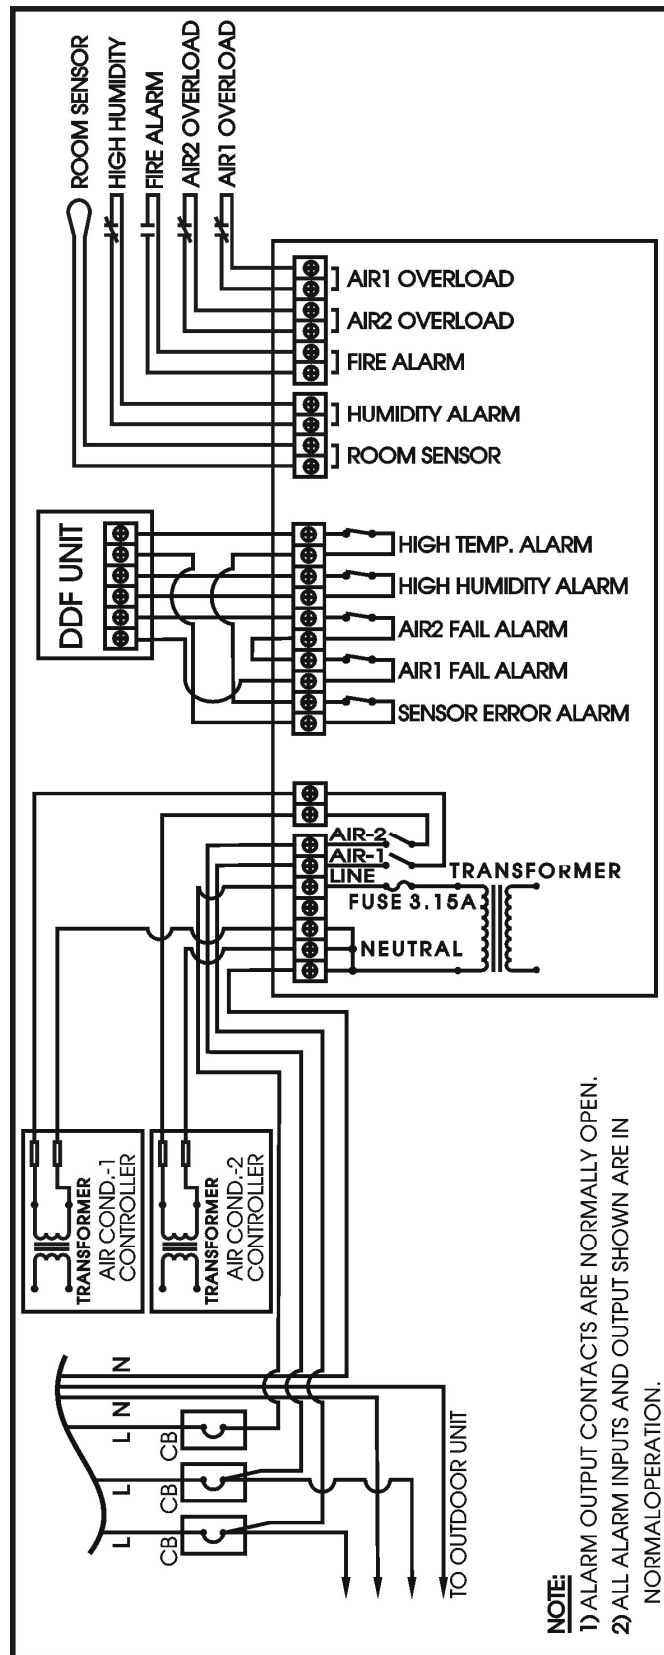 ROOM SENSOR
HIGH HUMIDITY
FIRE ALARM
AIR2 OVERLOAD
AIR1 OVERLOAD
AIR1 OVERLOAD
AIR2 OVERLOAD
FIRE ALARM
HUMIDITY ALARM
ROOM SENSOR
DDF UNIT
HIGH TEMP. ALARM
HIGH HUMIDITY ALARM
AIR2 FAIL ALARM
AIR1 FAIL ALARM
SENSOR ERROR ALARM
AIR-2
AIR-1
LINE
TRANSFORMER
FUSE 3.15A
NEUTRAL
TRANSFORMER
AIR COND.-1
CONTROLLER
TRANSFORMER
AIR COND.-2
CONTROLLER
L
L
L
N
N
CB
CB
CB
TO OUTDOOR UNIT
NOTE:
1) ALARM OUTPUT CONTACTS ARE NORMALLY OPEN.
2) ALL ALARM INPUTS AND OUTPUT SHOWN ARE IN
NORMALOPERATION.